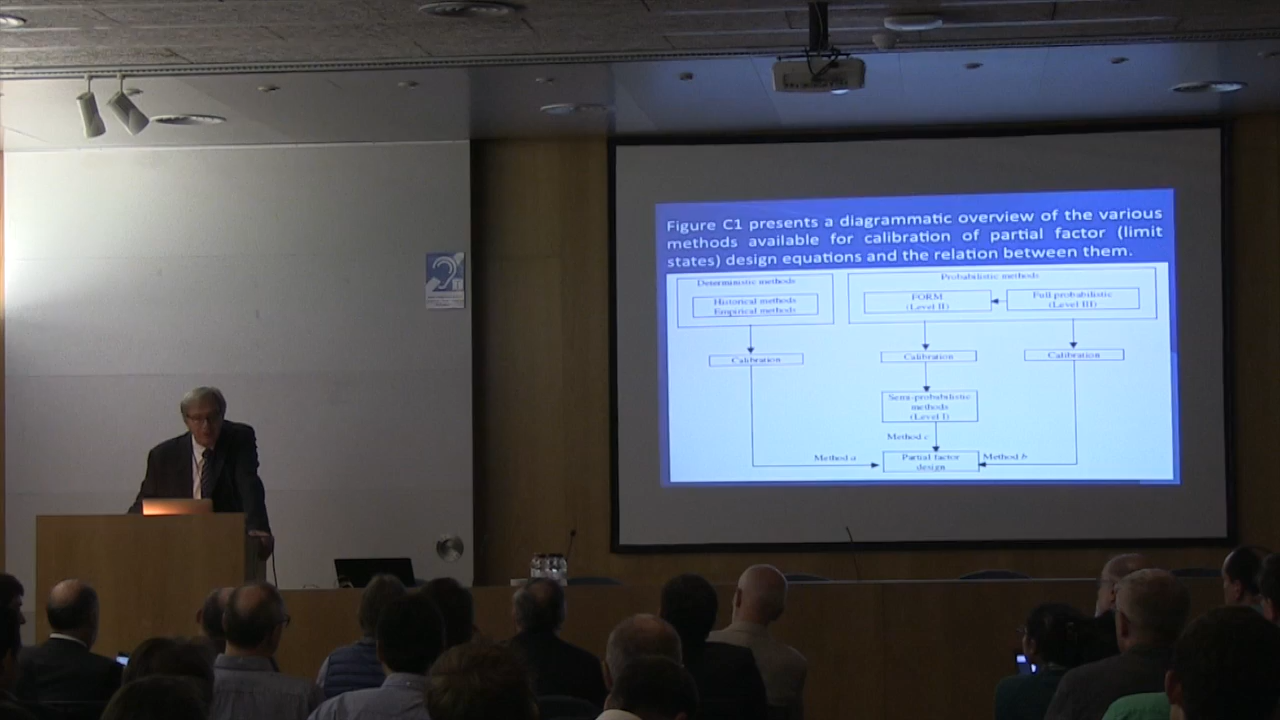 Figure C1 presents a diagrammatic overview of the various
methods available for calibration of partial factor (limit
states) design equations and the relation between them.
Deterministic methods
Historical methods
Empirical methods
Probabilistic methods
FORM
(Level II)
Full probabilistic
(Level III)
Calibration
Calibration
Calibration
Semi-probabilistic
methods
(Level I)
Method c
Method a
Partial factor
design
Method b